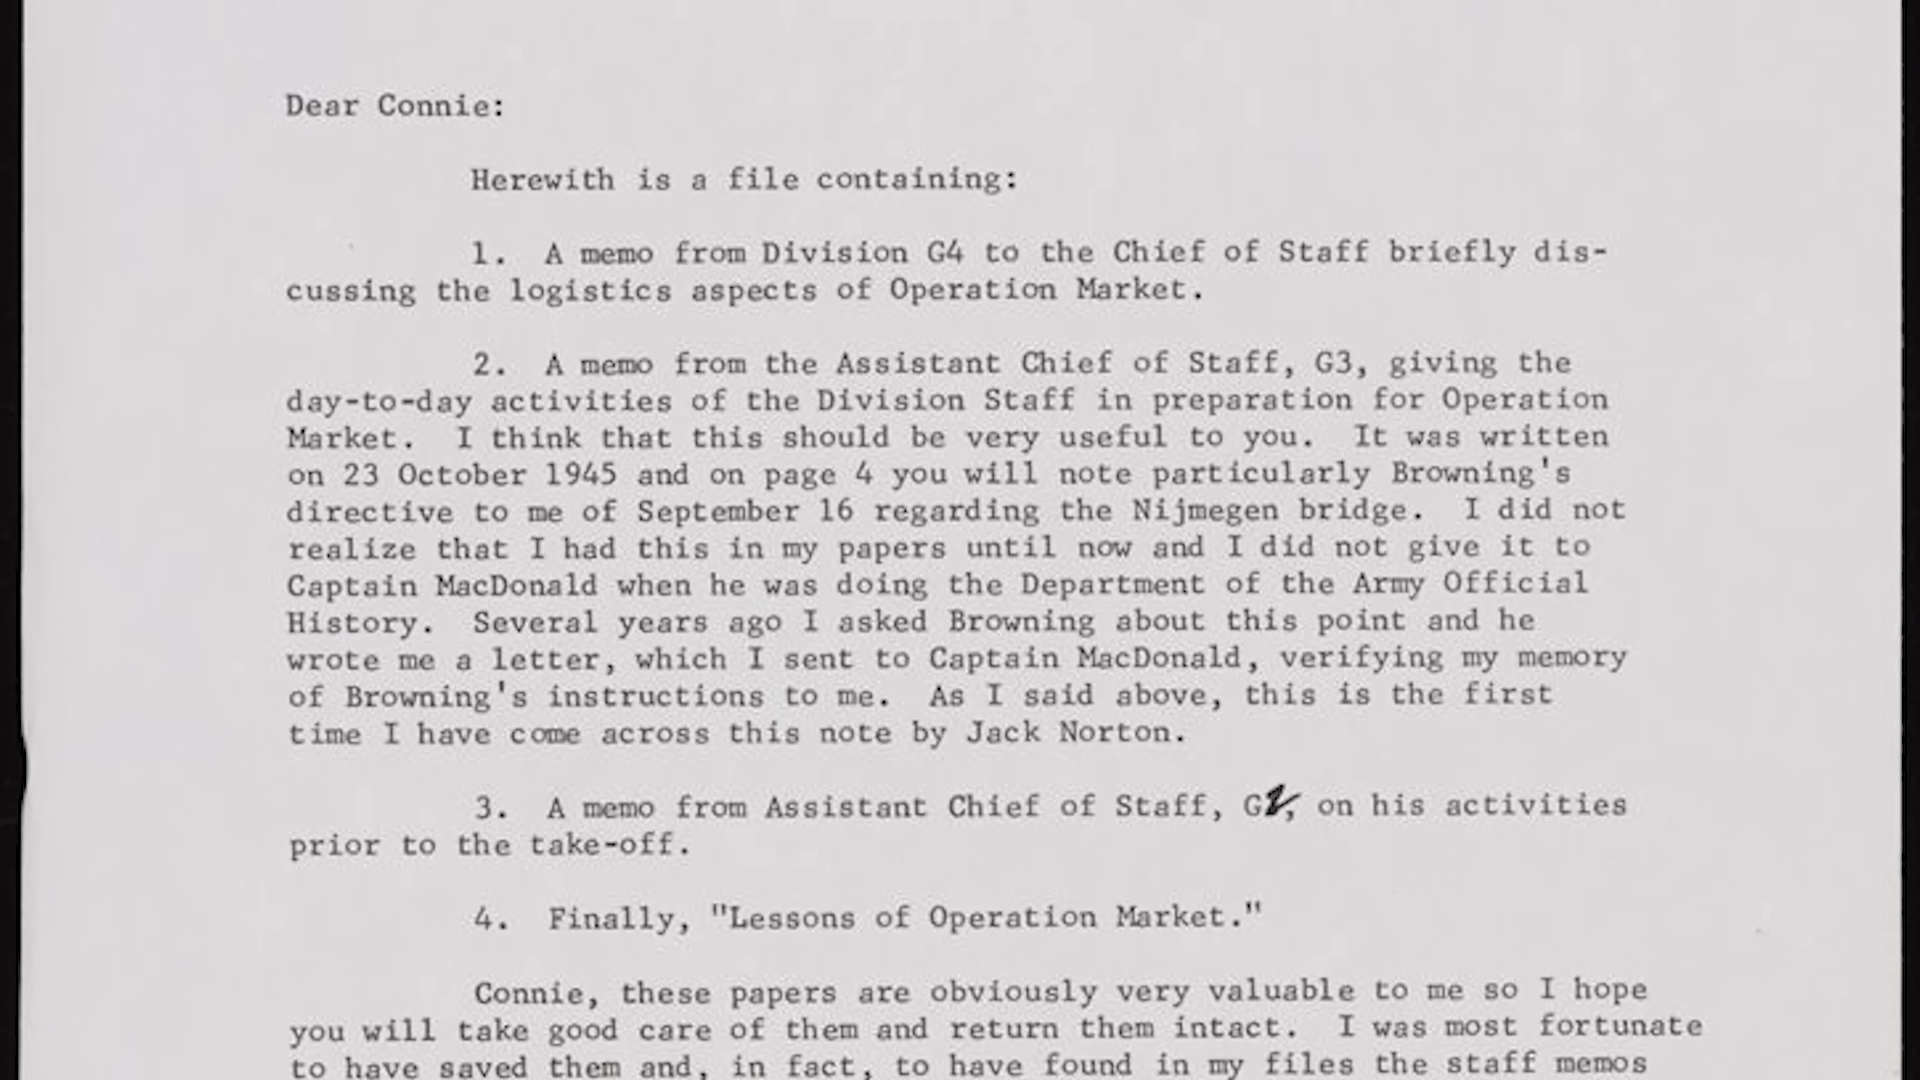 Dear Connie:
Herewith is a file containing:
1. A memo from Division G4 to the Chief of Staff briefly dis-
cussing the logistics aspects of Operation Market.
2. A memo from the Assistant Chief of Staff, G3, giving the
day-to-day activities of the Division Staff in preparation for Operation
Market. I think that this should be very useful to you. It was written
on 23 October 1945 and on page 4 you will note particularly Browning's
directive to me of September 16 regarding the Nijmegen bridge. I did not
realize that I had this in my papers until now and I did not give it to
Captain MacDonald when he was doing the Department of the Army Official
History. Several years ago I asked Browning about this point and he
wrote me a letter, which I sent to Captain MacDonald, verifying my memory
of Browning's instructions to me. As I said above, this is the first
time I have come across this note by Jack Norton.
3. A memo from Assistant Chief of Staff, G2, on his activities
prior to the take-off.
4. Finally, "Lessons of Operation Market."
Connie, these papers are obviously very valuable to me so I hope
you will take good care of them and return them intact. I was most fortunate
to have saved them and, in fact, to have found in my files the staff memos